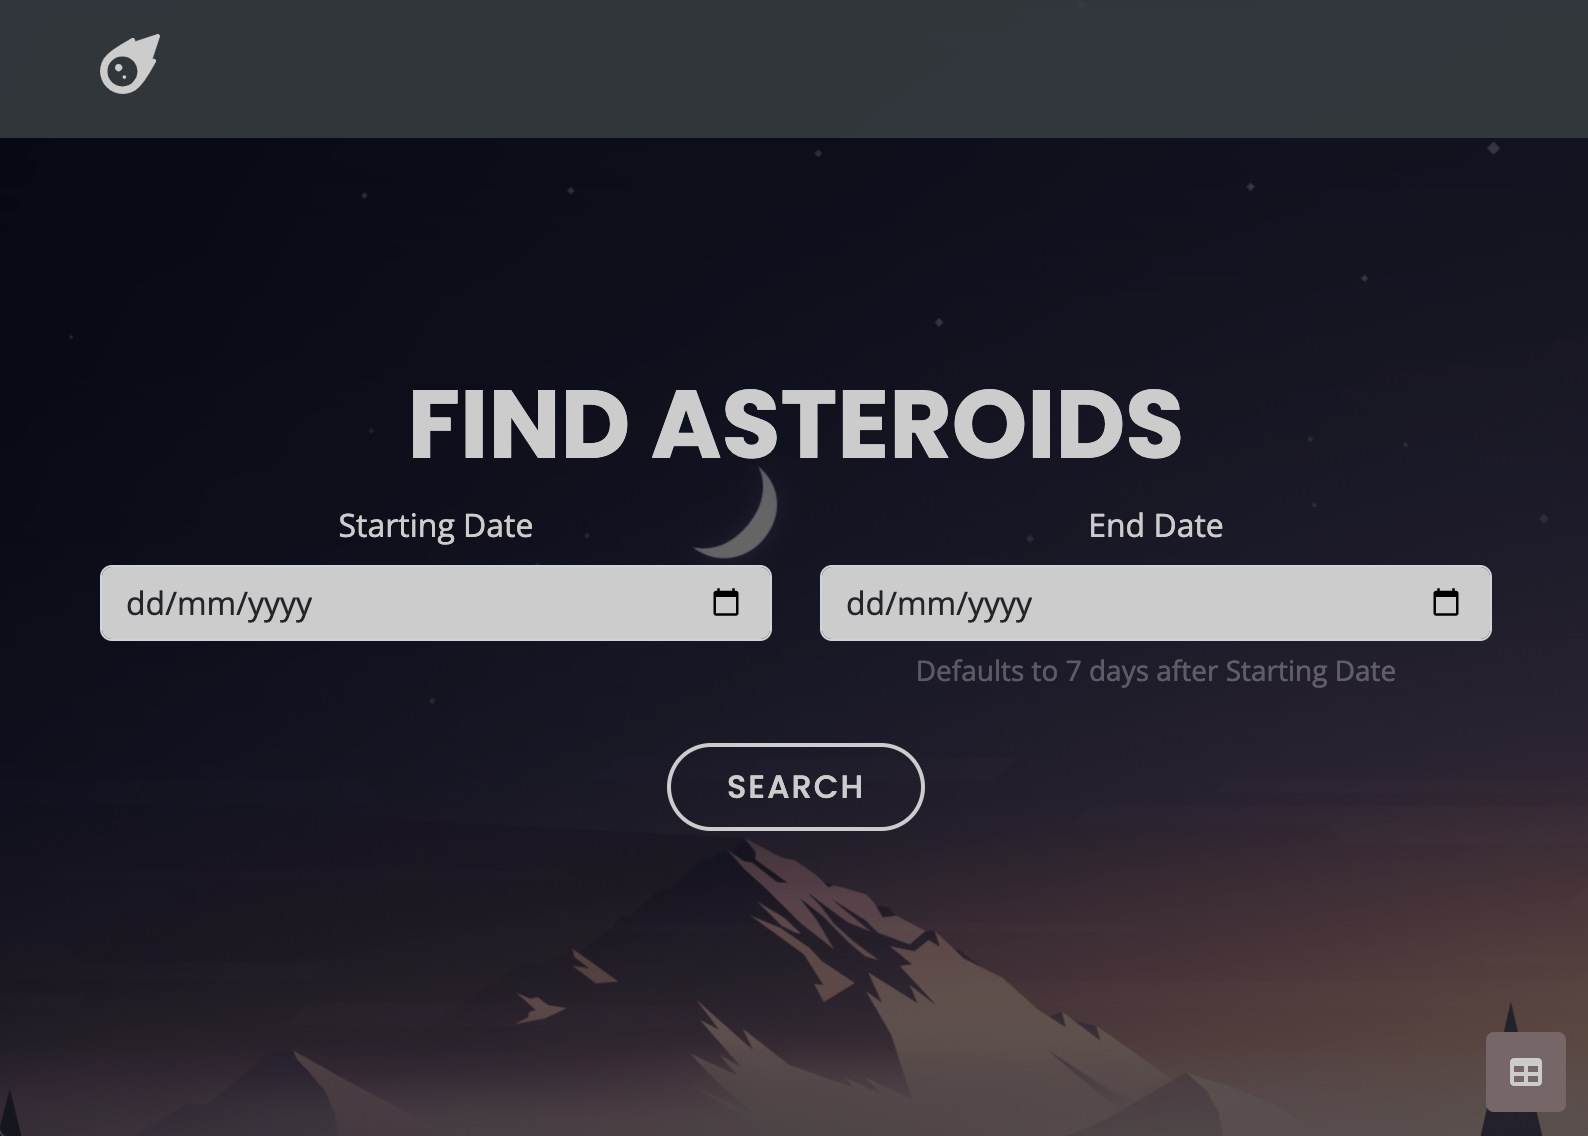 FIND ASTEROIDS
Starting Date
End Date
dd/mm/yyyy
dd/mm/yyyy
Defaults to 7 days after Starting Date
SEARCH